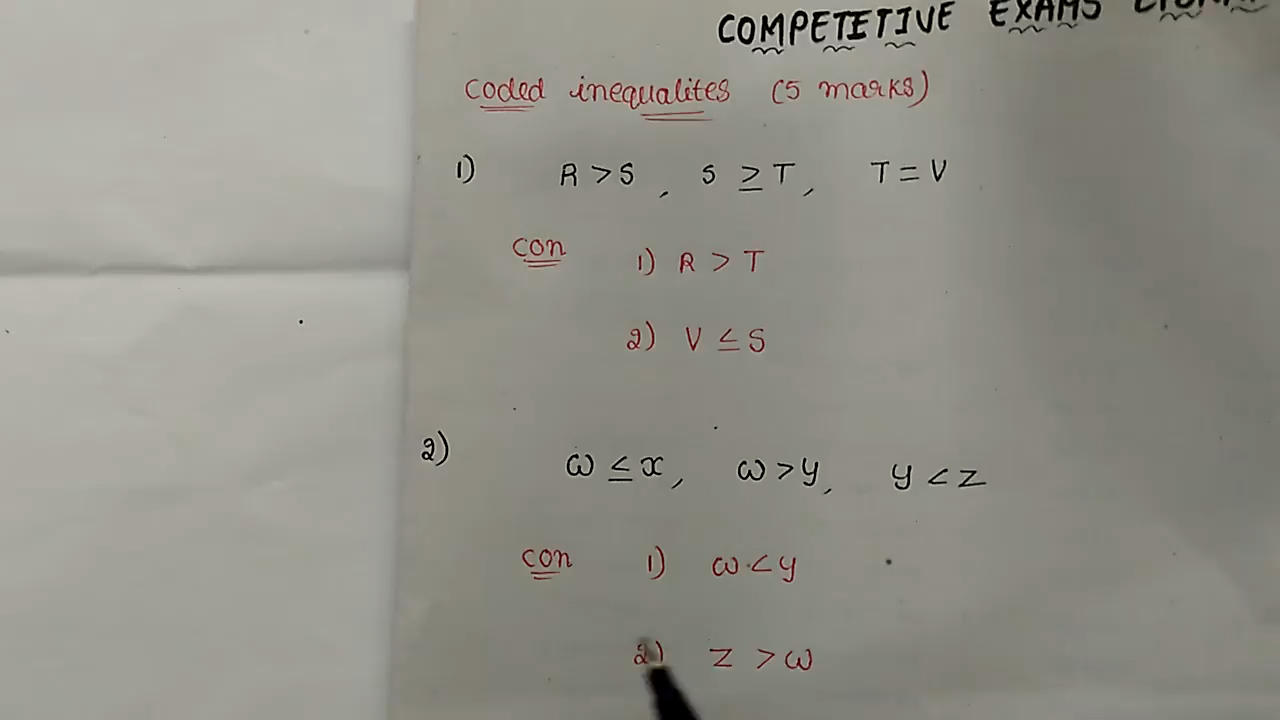 COMPETETIVE EXAMS
Coded inequalites (5 marks)
1) R > S , S ≥ T , T = V
Con 1) R > T
2) V ≤ S
2) ω ≤ x , ω > y , y < z
Con 1) ω < y
2) z > ω